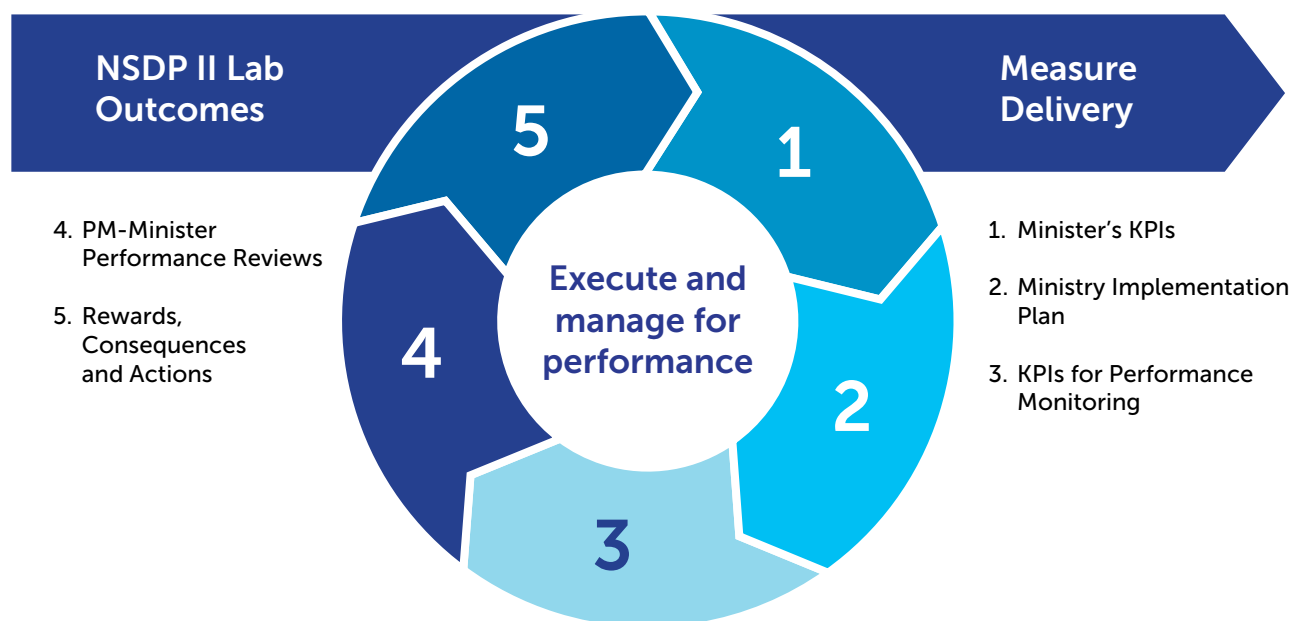 NSDP II Lab
Outcomes
Measure
Delivery
5
1
4
2
3
Execute and
manage for
performance
4. PM-Minister
Performance Reviews
5. Rewards,
Consequences
and Actions
1. Minister’s KPIs
2. Ministry Implementation
Plan
3. KPIs for Performance
Monitoring